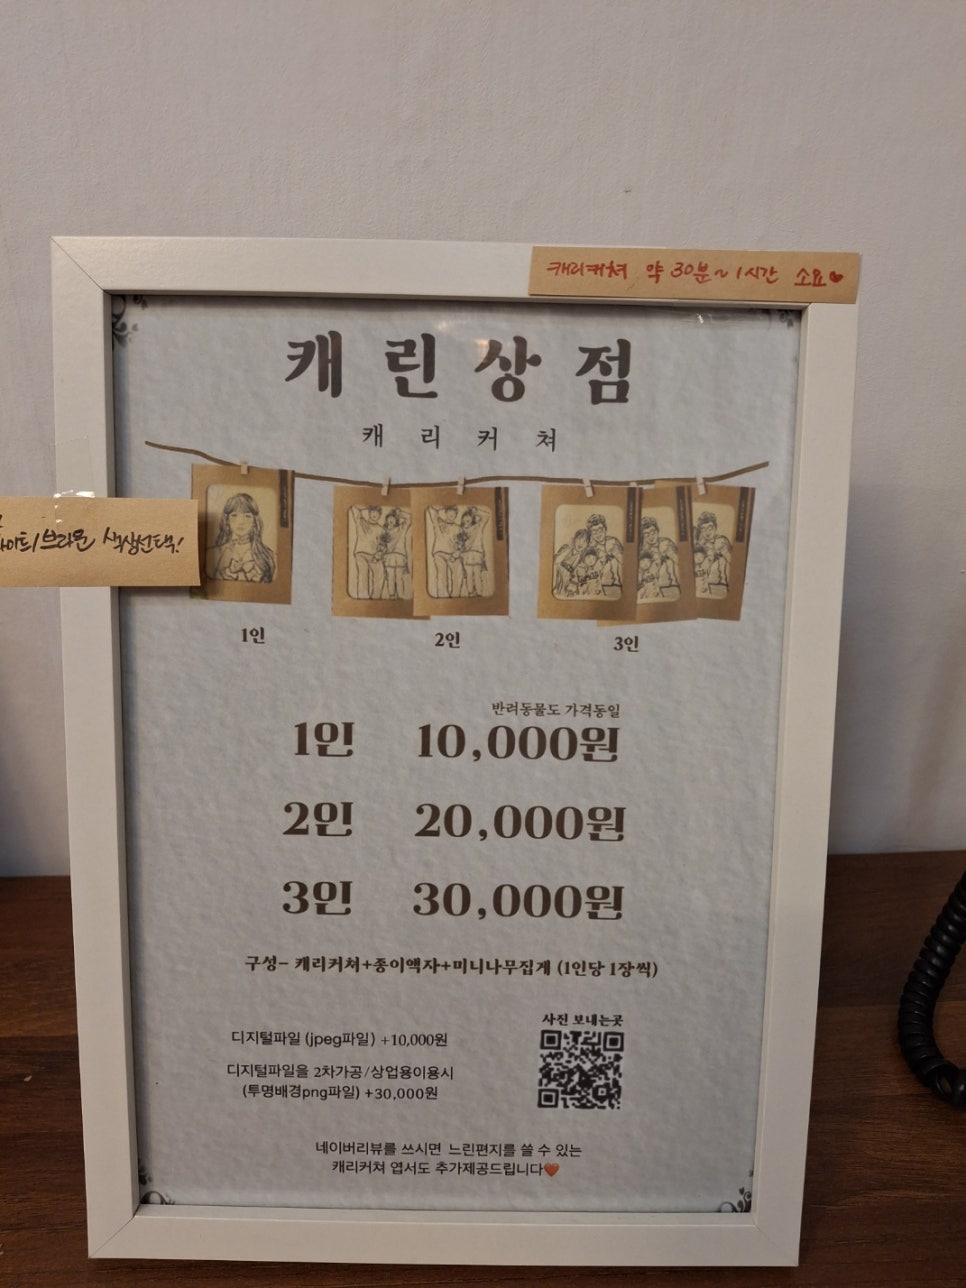 캐리커쳐 약 30분~1시간 소요♥
캐린상점
캐리커쳐
브라운 색상선택!
1인
2인
3인
반려동물도 가격동일
1인 10,000원
2인 20,000원
3인 30,000원
구성- 캐리커쳐+종이액자+미니나무집게 (1인당 1장씩)
사진 보내는곳
디지털파일 (jpeg파일) +10,000원
디지털파일을 2차가공/상업용이용시
(투명배경png파일) +30,000원
네이버리뷰를 쓰시면 느린편지를 쓸 수 있는
캐리커쳐 엽서도 추가제공드립니다❤️